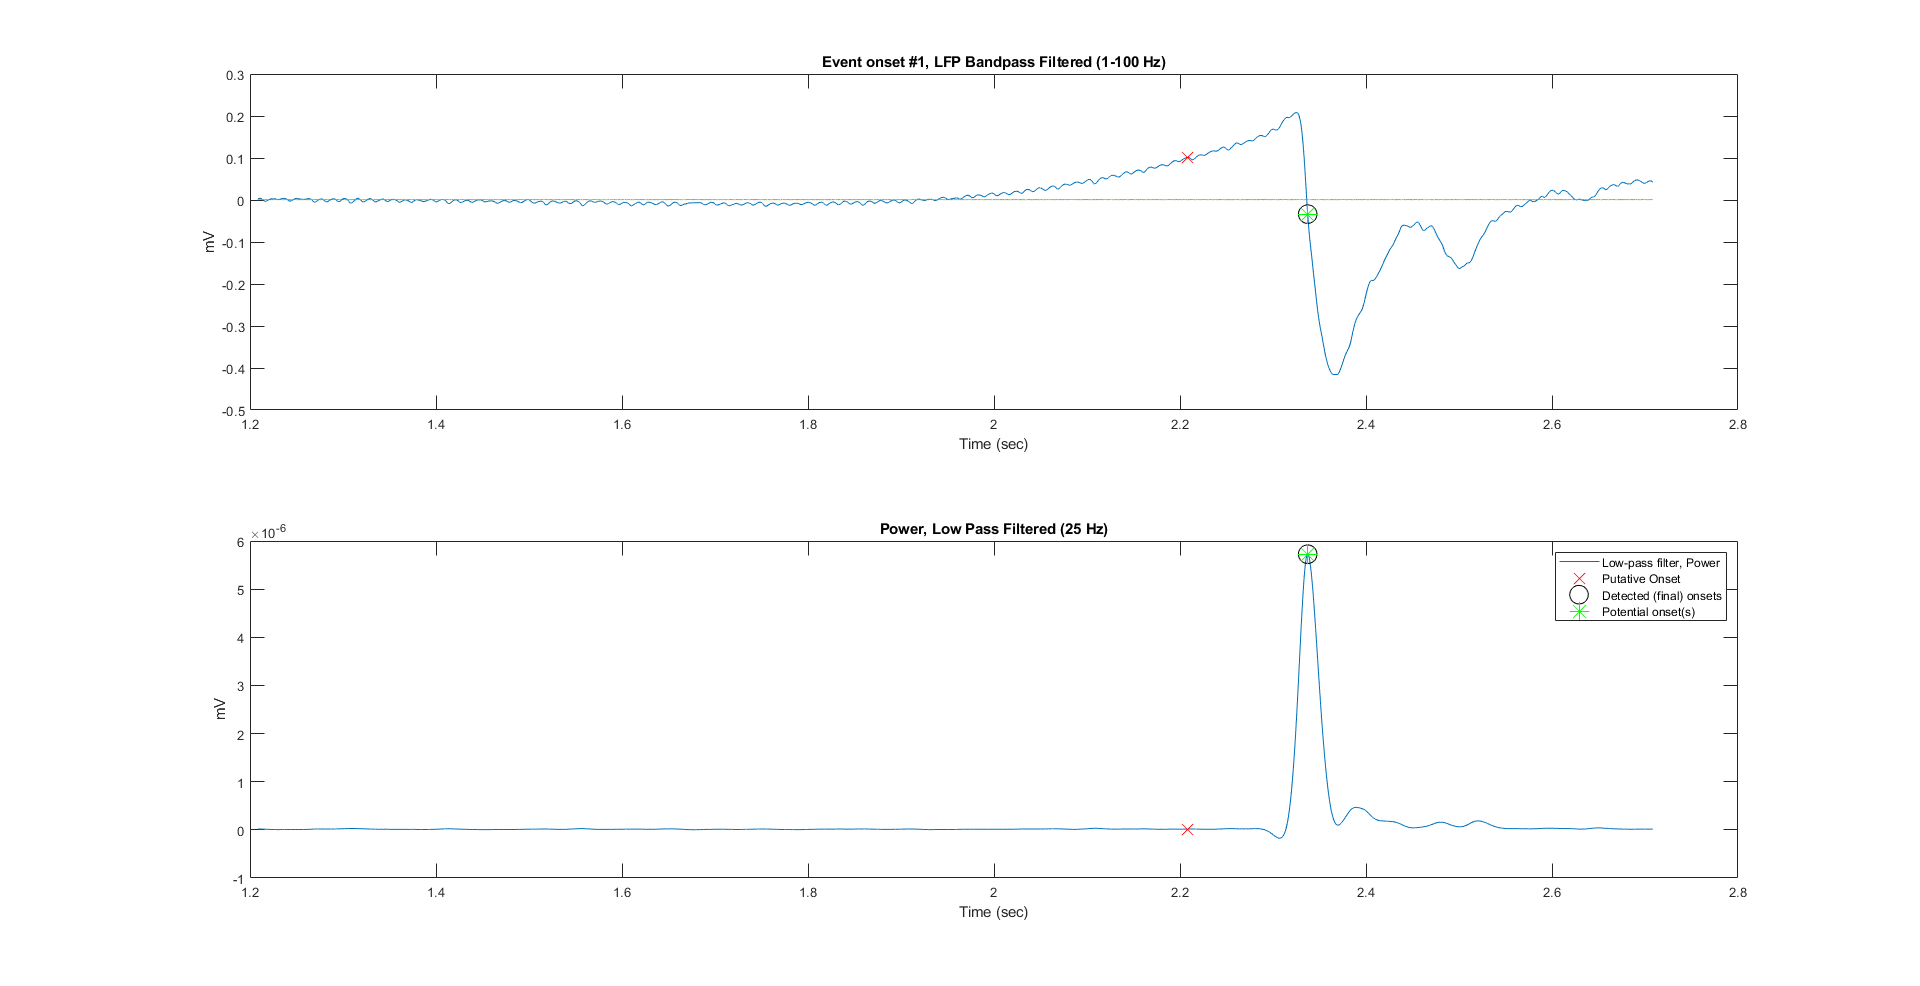 Event onset #1, LFP Bandpass Filtered (1-100 Hz)
0.3
0.2
0.1
0
-0.1
-0.2
-0.3
-0.4
-0.5
mV
1.2 1.4 1.6 1.8 2 2.2 2.4 2.6 2.8
Time (sec)
Power, Low Pass Filtered (25 Hz)
×10-6
6
5
4
3
2
1
0
-1
mV
Low-pass filter, Power
Putative Onset
Detected (final) onsets
Potential onset(s)
1.2 1.4 1.6 1.8 2 2.2 2.4 2.6 2.8
Time (sec)